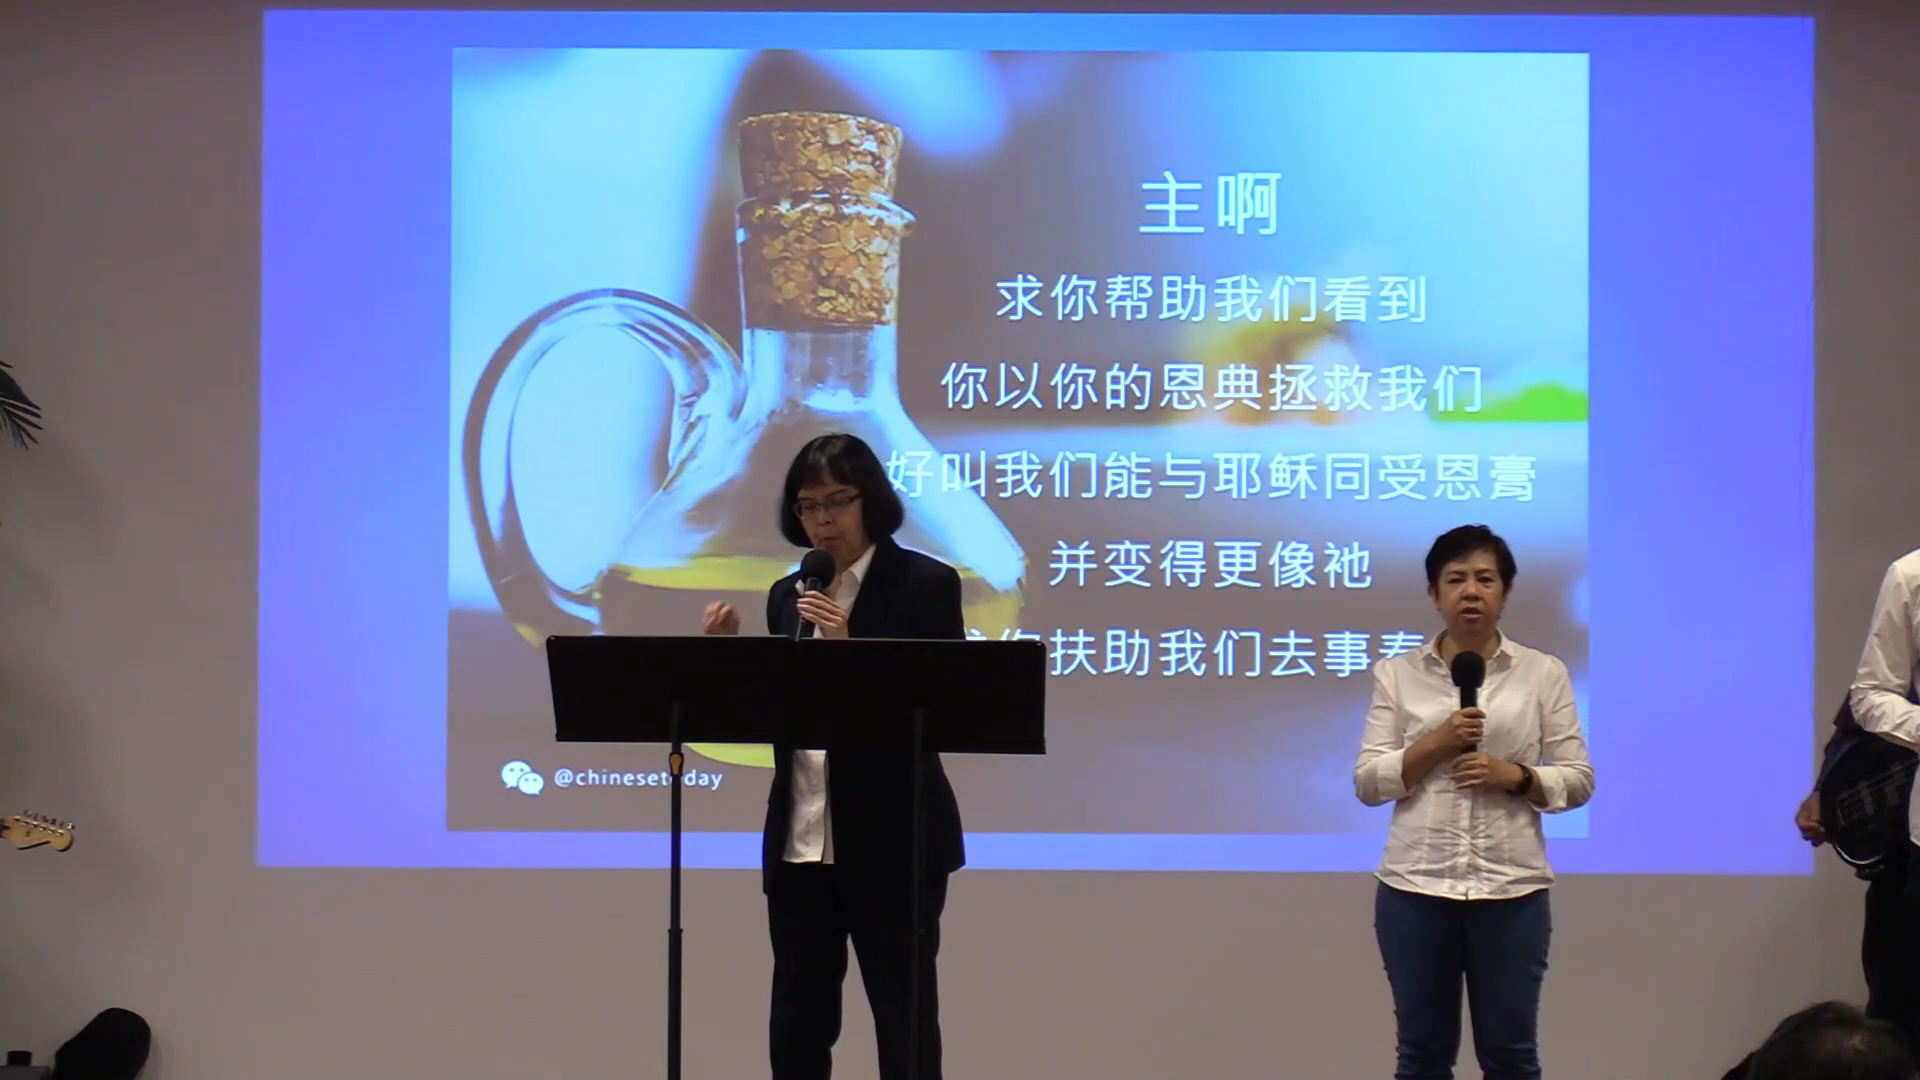 主啊
求你帮助我们看到
你以你的恩典拯救我们
好叫我们能与耶稣同受恩膏
并变得更像祂
扶助我们去事奉
@chinesetoday